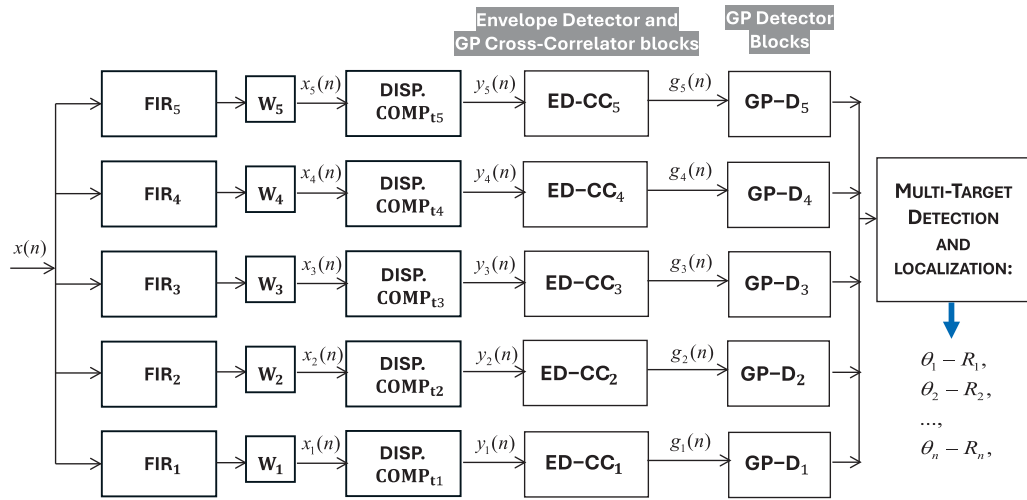 Envelope Detector and
GP Cross-Correlator blocks
GP Detector
Blocks
x(n)
FIR₅
W₅
x₅(n)
DISP.
COMPₜ₅
y₅(n)
ED-CC₅
g₅(n)
GP–D₅
FIR₄
W₄
x₄(n)
DISP.
COMPₜ₄
y₄(n)
ED–CC₄
g₄(n)
GP–D₄
FIR₃
W₃
x₃(n)
DISP.
COMPₜ₃
y₃(n)
ED–CC₃
g₃(n)
GP–D₃
FIR₂
W₂
x₂(n)
DISP.
COMPₜ₂
y₂(n)
ED–CC₂
g₂(n)
GP–D₂
FIR₁
W₁
x₁(n)
DISP.
COMPₜ₁
y₁(n)
ED–CC₁
g₁(n)
GP–D₁
MULTI-TARGET
DETECTION
AND
LOCALIZATION:
θ₁ – R₁,
θ₂ – R₂,
...,
θₙ – Rₙ,